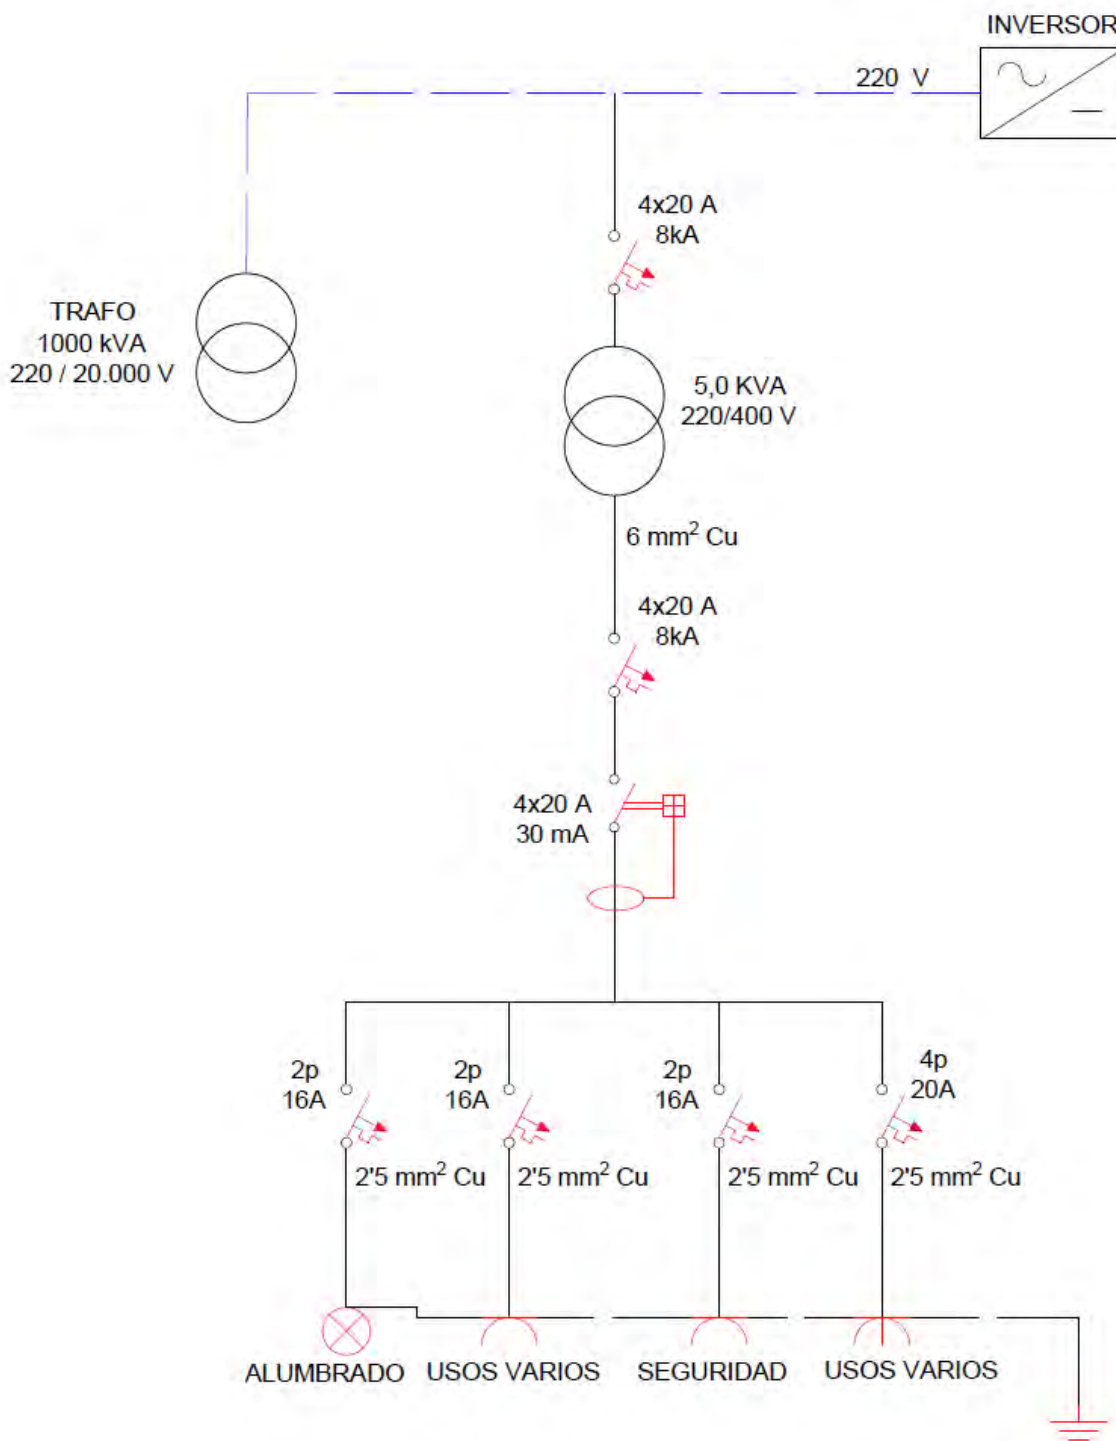 INVERSOR
220 V
4x20 A
8kA
TRAFO
1000 kVA
220 / 20.000 V
5,0 KVA
220/400 V
6 mm² Cu
4x20 A
8kA
4x20 A
30 mA
2p
16A
2p
16A
2p
16A
4p
20A
2'5 mm² Cu
2'5 mm² Cu
2'5 mm² Cu
2'5 mm² Cu
ALUMBRADO
USOS VARIOS
SEGURIDAD
USOS VARIOS